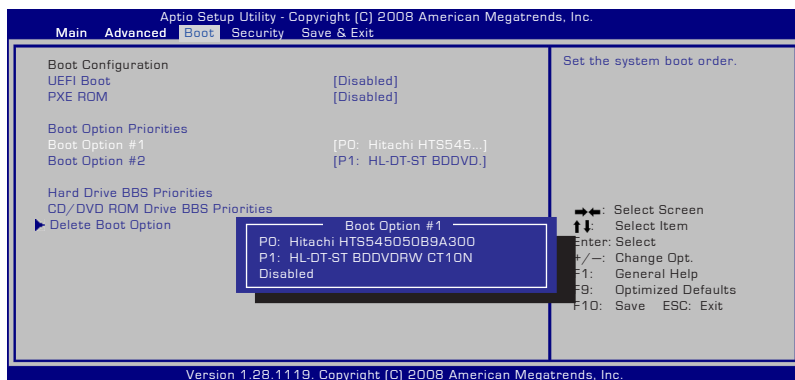 Aptio Setup Utility - Copyright (C) 2008 American Megatrends, Inc.
Main Advanced Boot Security Save & Exit
Boot Configuration
UEFI Boot [Disabled]
PXE ROM [Disabled]
Boot Option Priorities
Boot Option #1 [P0: Hitachi HTS545...]
Boot Option #2 [P1: HL-DT-ST BDDVD.]
Hard Drive BBS Priorities
CD/DVD ROM Drive BBS Priorities
Delete Boot Option
Boot Option #1
P0: Hitachi HTS545050B9A300
P1: HL-DT-ST BDDVDRW CT10N
Disabled
Set the system boot order.
→←: Select Screen
↑↓: Select Item
Enter: Select
+/—: Change Opt.
F1: General Help
F9: Optimized Defaults
F10: Save ESC: Exit
Version 1.28.1119. Copyright (C) 2008 American Megatrends, Inc.